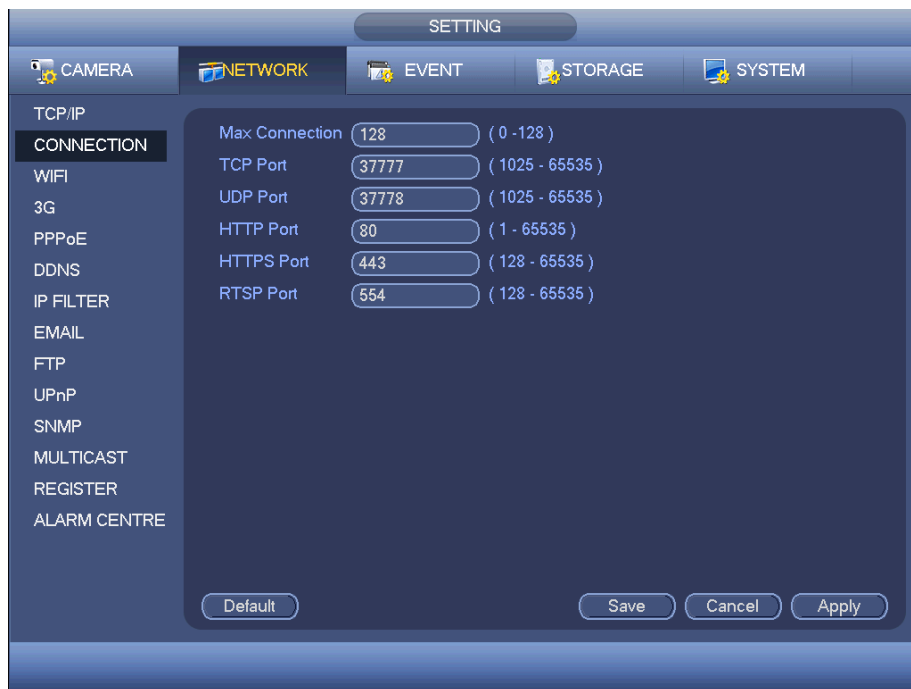 SETTING
CAMERA NETWORK EVENT STORAGE SYSTEM
TCP/IP
CONNECTION
WIFI
3G
PPPoE
DDNS
IP FILTER
EMAIL
FTP
UPnP
SNMP
MULTICAST
REGISTER
ALARM CENTRE
Max Connection 128 ( 0 -128 )
TCP Port 37777 ( 1025 - 65535 )
UDP Port 37778 ( 1025 - 65535 )
HTTP Port 80 ( 1 - 65535 )
HTTPS Port 443 ( 128 - 65535 )
RTSP Port 554 ( 128 - 65535 )
Default Save Cancel Apply